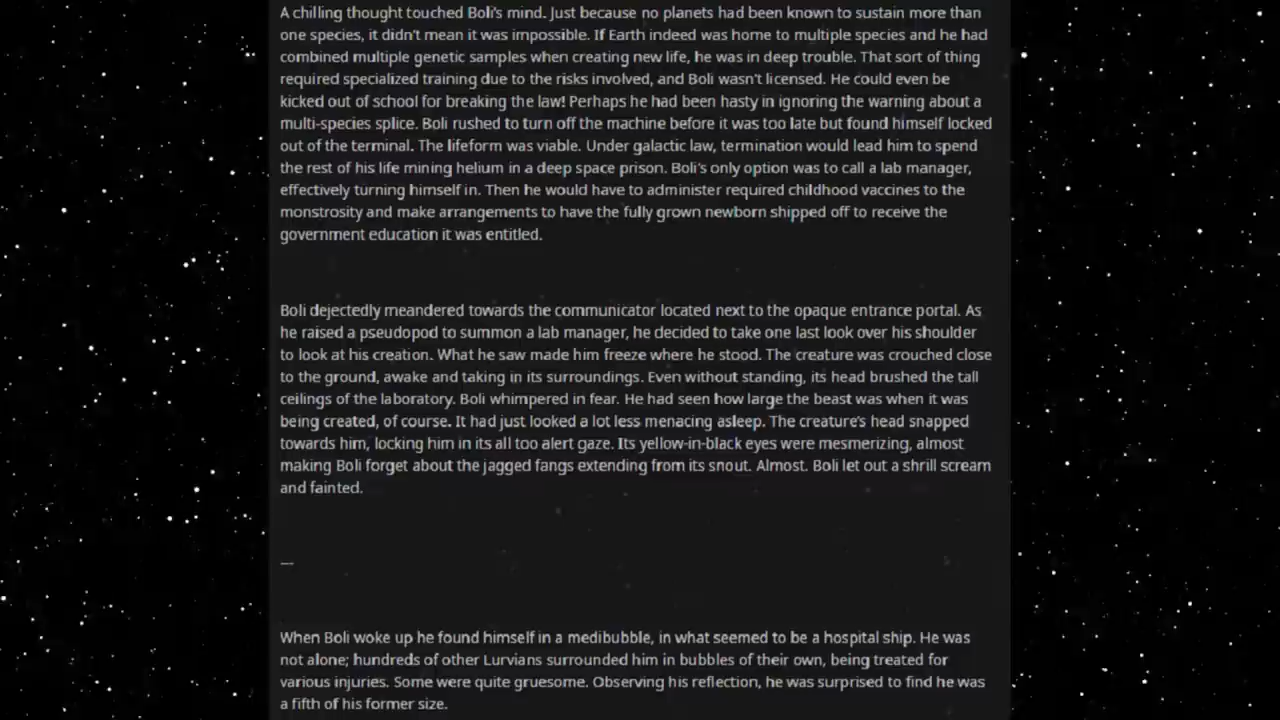 A chilling thought touched Boli's mind. Just because no planets had been known to sustain more than
one species, it didn't mean it was impossible. If Earth indeed was home to multiple species and he had
combined multiple genetic samples when creating new life, he was in deep trouble. That sort of thing
required specialized training due to the risks involved, and Boli wasn't licensed. He could even be
kicked out of school for breaking the law! Perhaps he had been hasty in ignoring the warning about a
multi-species splice. Boli rushed to turn off the machine before it was too late but found himself locked
out of the terminal. The lifeform was viable. Under galactic law, termination would lead him to spend
the rest of his life mining helium in a deep space prison. Boli's only option was to call a lab manager,
effectively turning himself in. Then he would have to administer required childhood vaccines to the
monstrosity and make arrangements to have the fully grown newborn shipped off to receive the
government education it was entitled.
Boli dejectedly meandered towards the communicator located next to the opaque entrance portal. As
he raised a pseudopod to summon a lab manager, he decided to take one last look over his shoulder
to look at his creation. What he saw made him freeze where he stood. The creature was crouched close
to the ground, awake and taking in its surroundings. Even without standing, its head brushed the tall
ceilings of the laboratory. Boli whimpered in fear. He had seen how large the beast was when it was
being created, of course. It had just looked a lot less menacing asleep. The creature's head snapped
towards him, locking him in its all too alert gaze. Its yellow-in-black eyes were mesmerizing, almost
making Boli forget about the jagged fangs extending from its snout. Almost. Boli let out a shrill scream
and fainted.
—
When Boli woke up he found himself in a medibubble, in what seemed to be a hospital ship. He was
not alone; hundreds of other Lurvians surrounded him in bubbles of their own, being treated for
various injuries. Some were quite gruesome. Observing his reflection, he was surprised to find he was
a fifth of his former size.